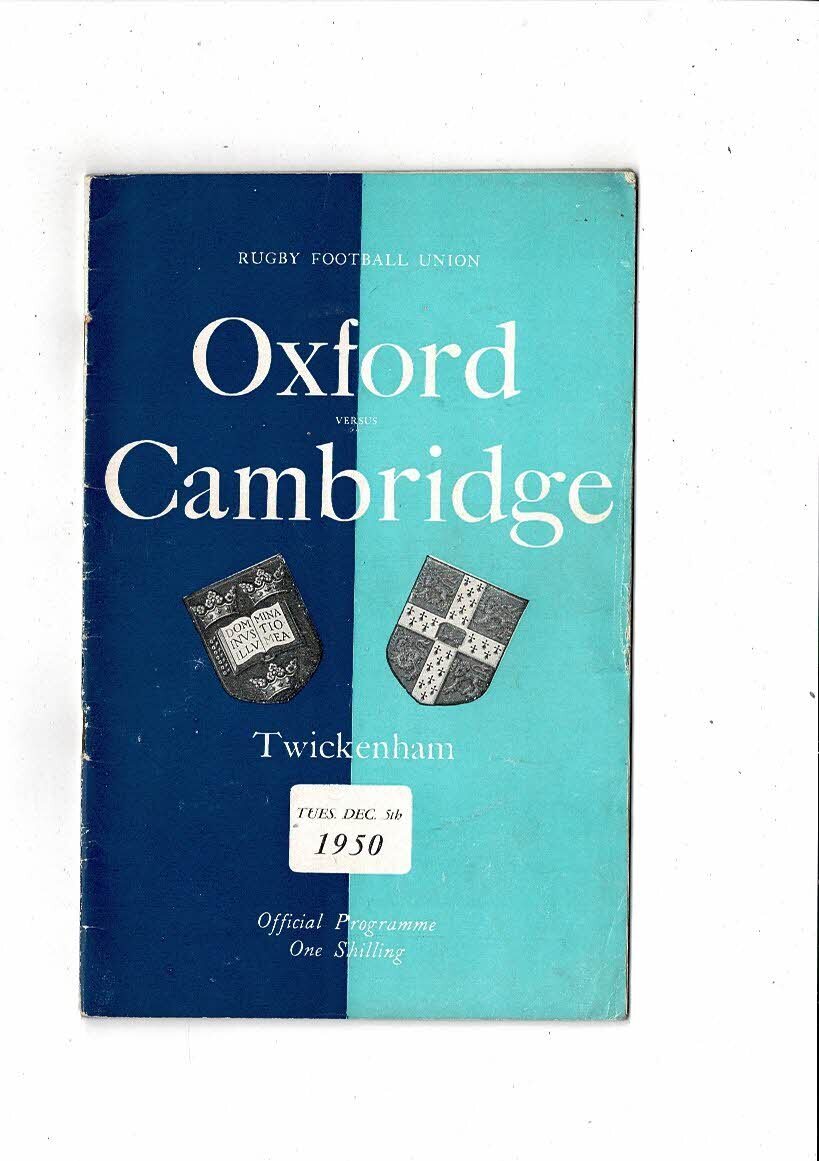 RUGBY FOOTBALL UNION
Oxford
VERSUS
Cambridge
DOMI MINA
INVS TIO
ILLV MEA
Twickenham
TUES. DEC. 5th
1950
Official Programme
One Shilling